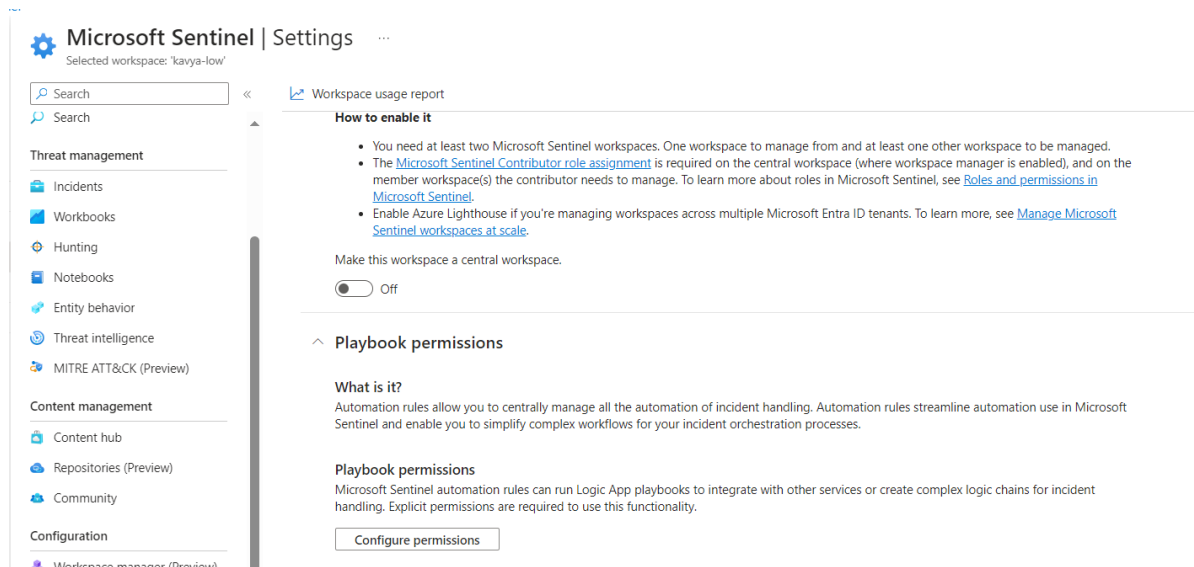 Microsoft Sentinel | Settings ...
Selected workspace: 'kavya-low'
Search
«
Search
Threat management
Incidents
Workbooks
Hunting
Notebooks
Entity behavior
Threat intelligence
MITRE ATT&CK (Preview)
Content management
Content hub
Repositories (Preview)
Community
Configuration
Workspace manager (Preview)
Workspace usage report
How to enable it
• You need at least two Microsoft Sentinel workspaces. One workspace to manage from and at least one other workspace to be managed.
• The Microsoft Sentinel Contributor role assignment is required on the central workspace (where workspace manager is enabled), and on the
member workspace(s) the contributor needs to manage. To learn more about roles in Microsoft Sentinel, see Roles and permissions in
Microsoft Sentinel.
• Enable Azure Lighthouse if you're managing workspaces across multiple Microsoft Entra ID tenants. To learn more, see Manage Microsoft
Sentinel workspaces at scale.
Make this workspace a central workspace.
Off
Playbook permissions
What is it?
Automation rules allow you to centrally manage all the automation of incident handling. Automation rules streamline automation use in Microsoft
Sentinel and enable you to simplify complex workflows for your incident orchestration processes.
Playbook permissions
Microsoft Sentinel automation rules can run Logic App playbooks to integrate with other services or create complex logic chains for incident
handling. Explicit permissions are required to use this functionality.
Configure permissions